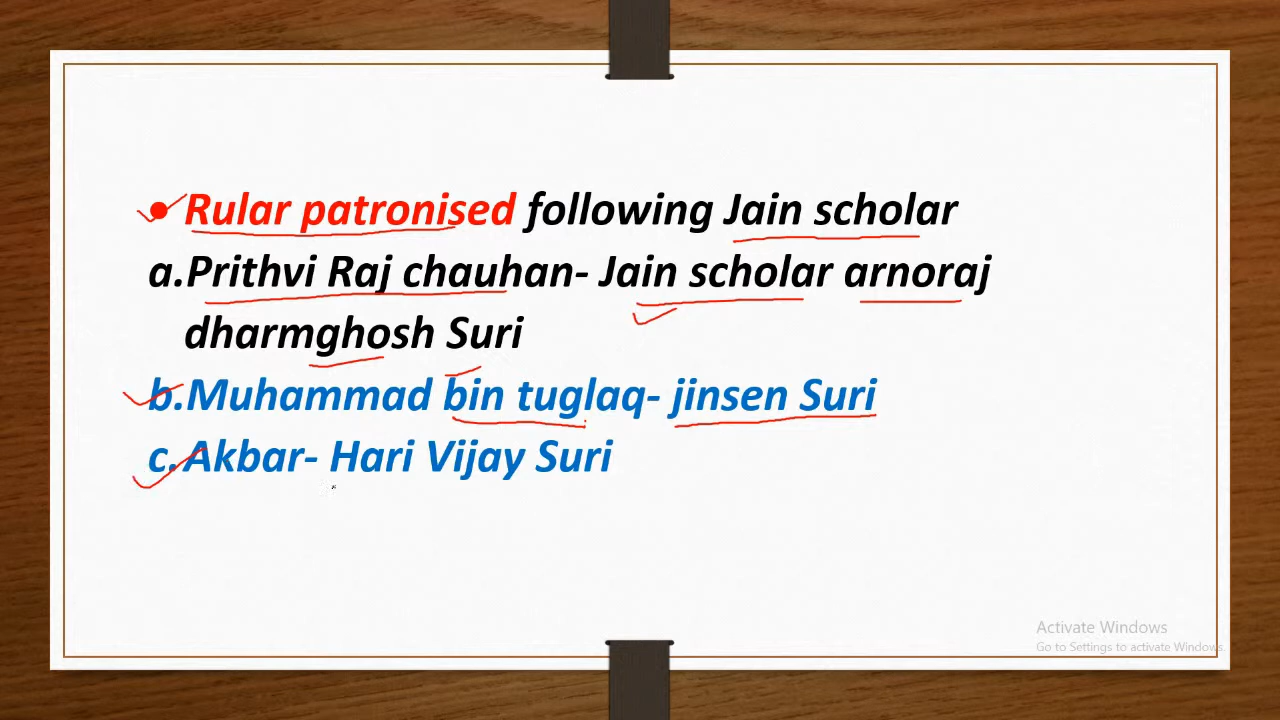 • Rular patronised following Jain scholar
a.Prithvi Raj chauhan- Jain scholar arnoraj
dharmghosh Suri
b.Muhammad bin tuglaq- jinsen Suri
c.Akbar- Hari Vijay Suri
Activate Windows
Go to Settings to activate Windows.